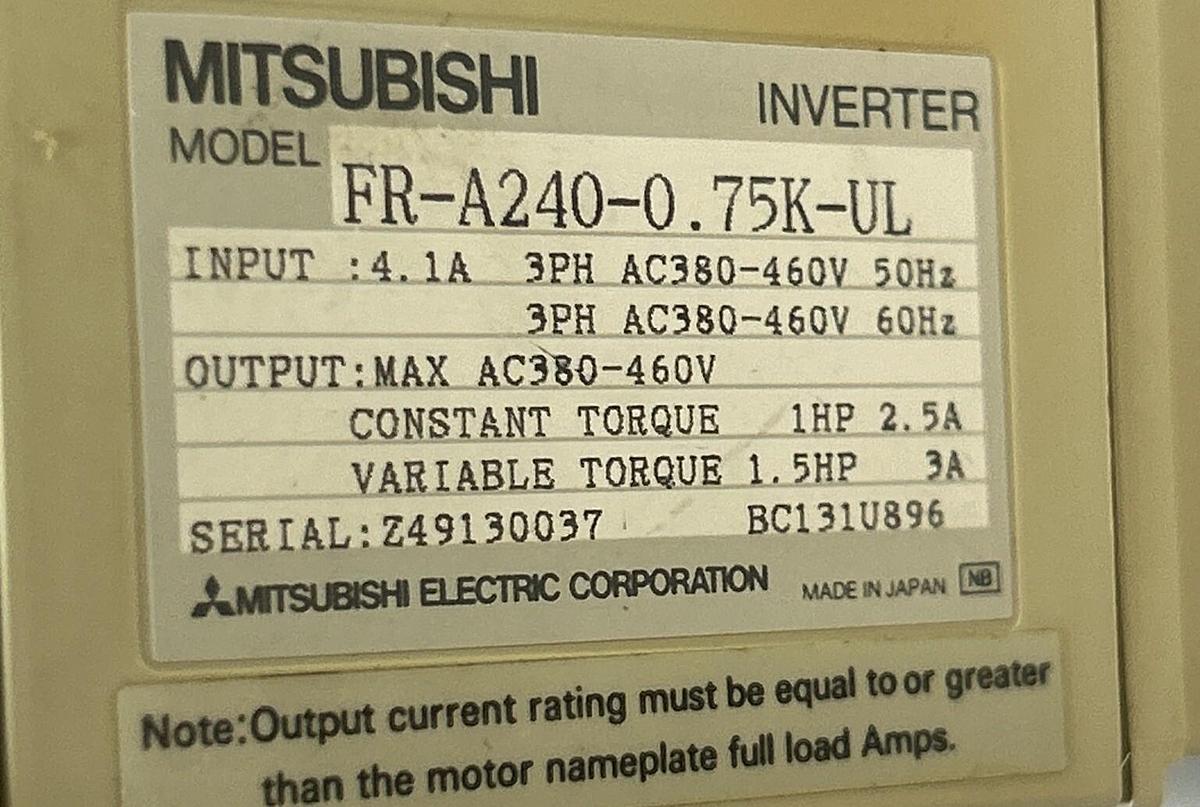 MITSUBISHI INVERTER
MODEL FR-A240-0.75K-UL
INPUT :4.1A 3PH AC380-460V 50Hz
3PH AC380-460V 60Hz
OUTPUT:MAX AC380-460V
CONSTANT TORQUE 1HP 2.5A
VARIABLE TORQUE 1.5HP 3A
SERIAL:Z49130037 BC131U896
MITSUBISHI ELECTRIC CORPORATION MADE IN JAPAN NB
Note:Output current rating must be equal to or greater
than the motor nameplate full load Amps.